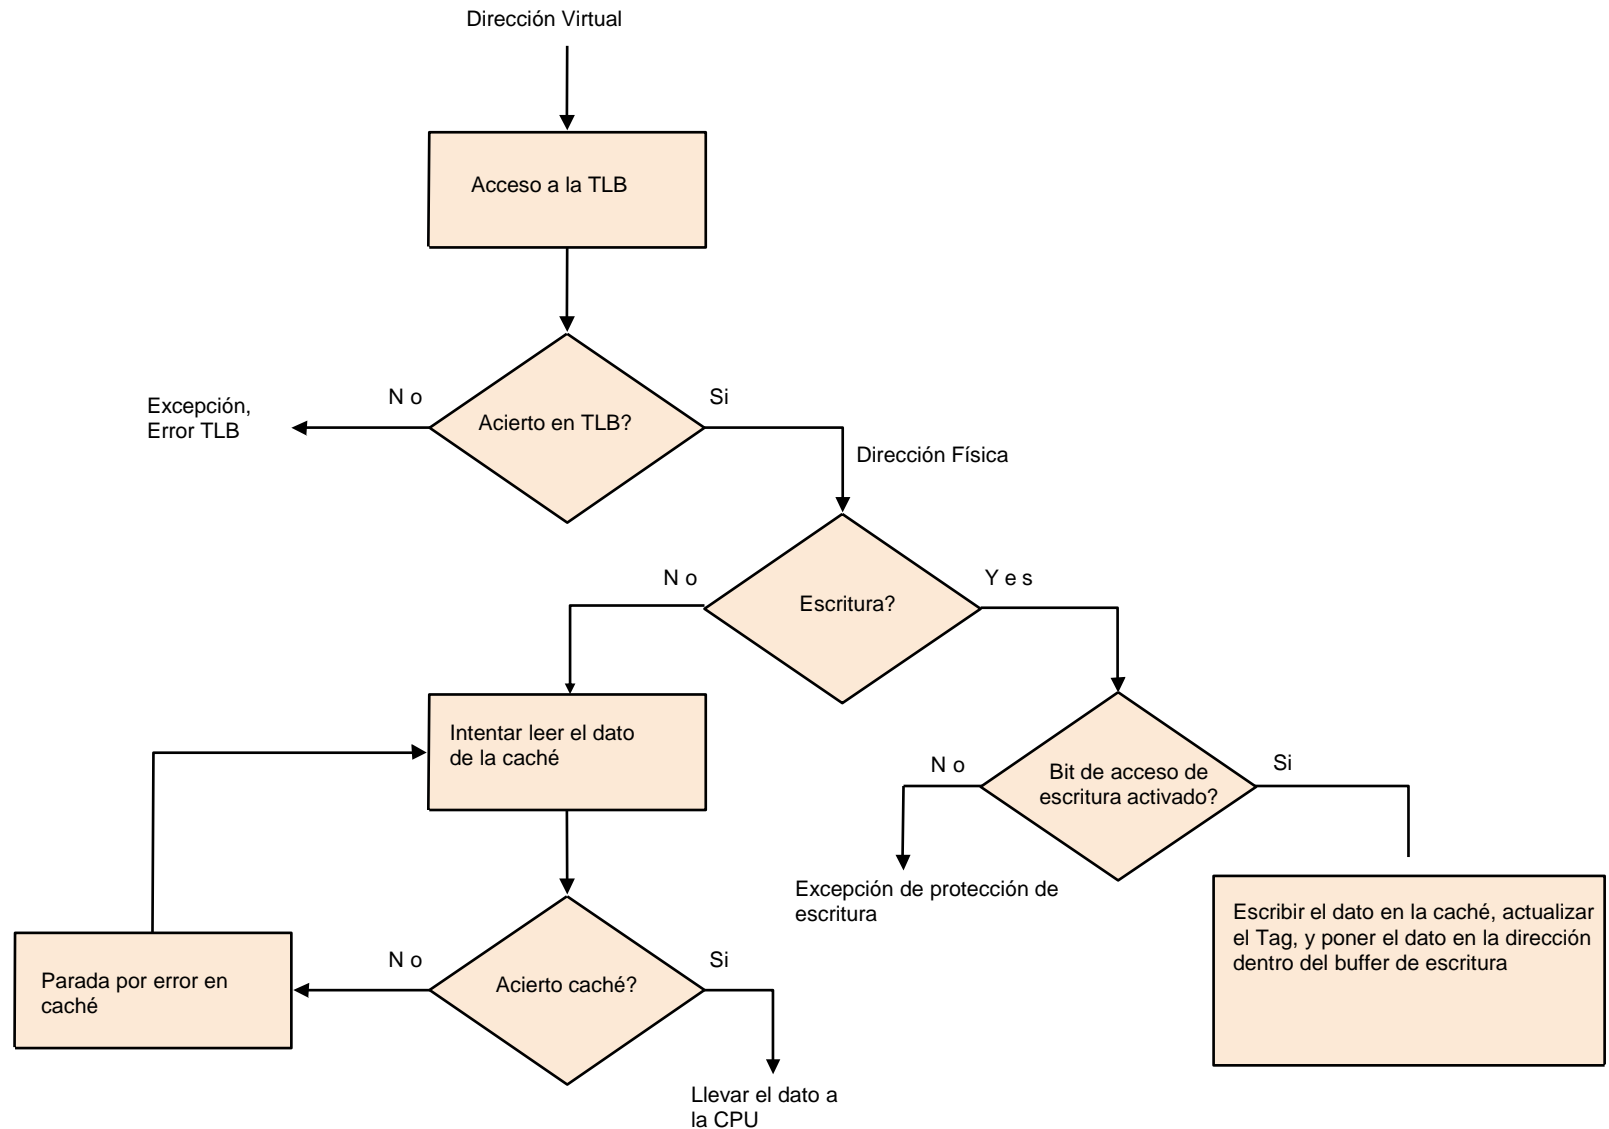 Dirección Virtual
Acceso a la TLB
N o
Si
Excepción,
Error TLB
Acierto en TLB?
Dirección Física
N o
Y e s
Escritura?
Intentar leer el dato
de la caché
N o
Si
Bit de acceso de
escritura activado?
Excepción de protección de
escritura
Escribir el dato en la caché, actualizar
el Tag, y poner el dato en la dirección
dentro del buffer de escritura
N o
Si
Parada por error en
caché
Acierto caché?
Llevar el dato a
la CPU